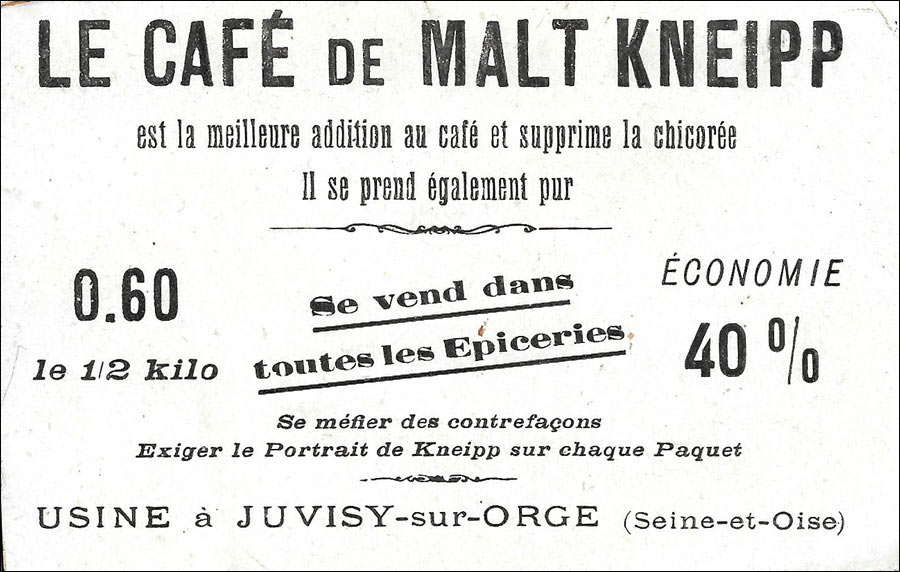 LE CAFÉ DE MALT KNEIPP
est la meilleure addition au café et supprime la chicorée
Il se prend également pur
0.60
le 1/2 kilo
Se vend dans
toutes les Epiceries
ÉCONOMIE
40 %
Se méfier des contrefaçons
Exiger le Portrait de Kneipp sur chaque Paquet
USINE à JUVISY-sur-ORGE (Seine-et-Oise)